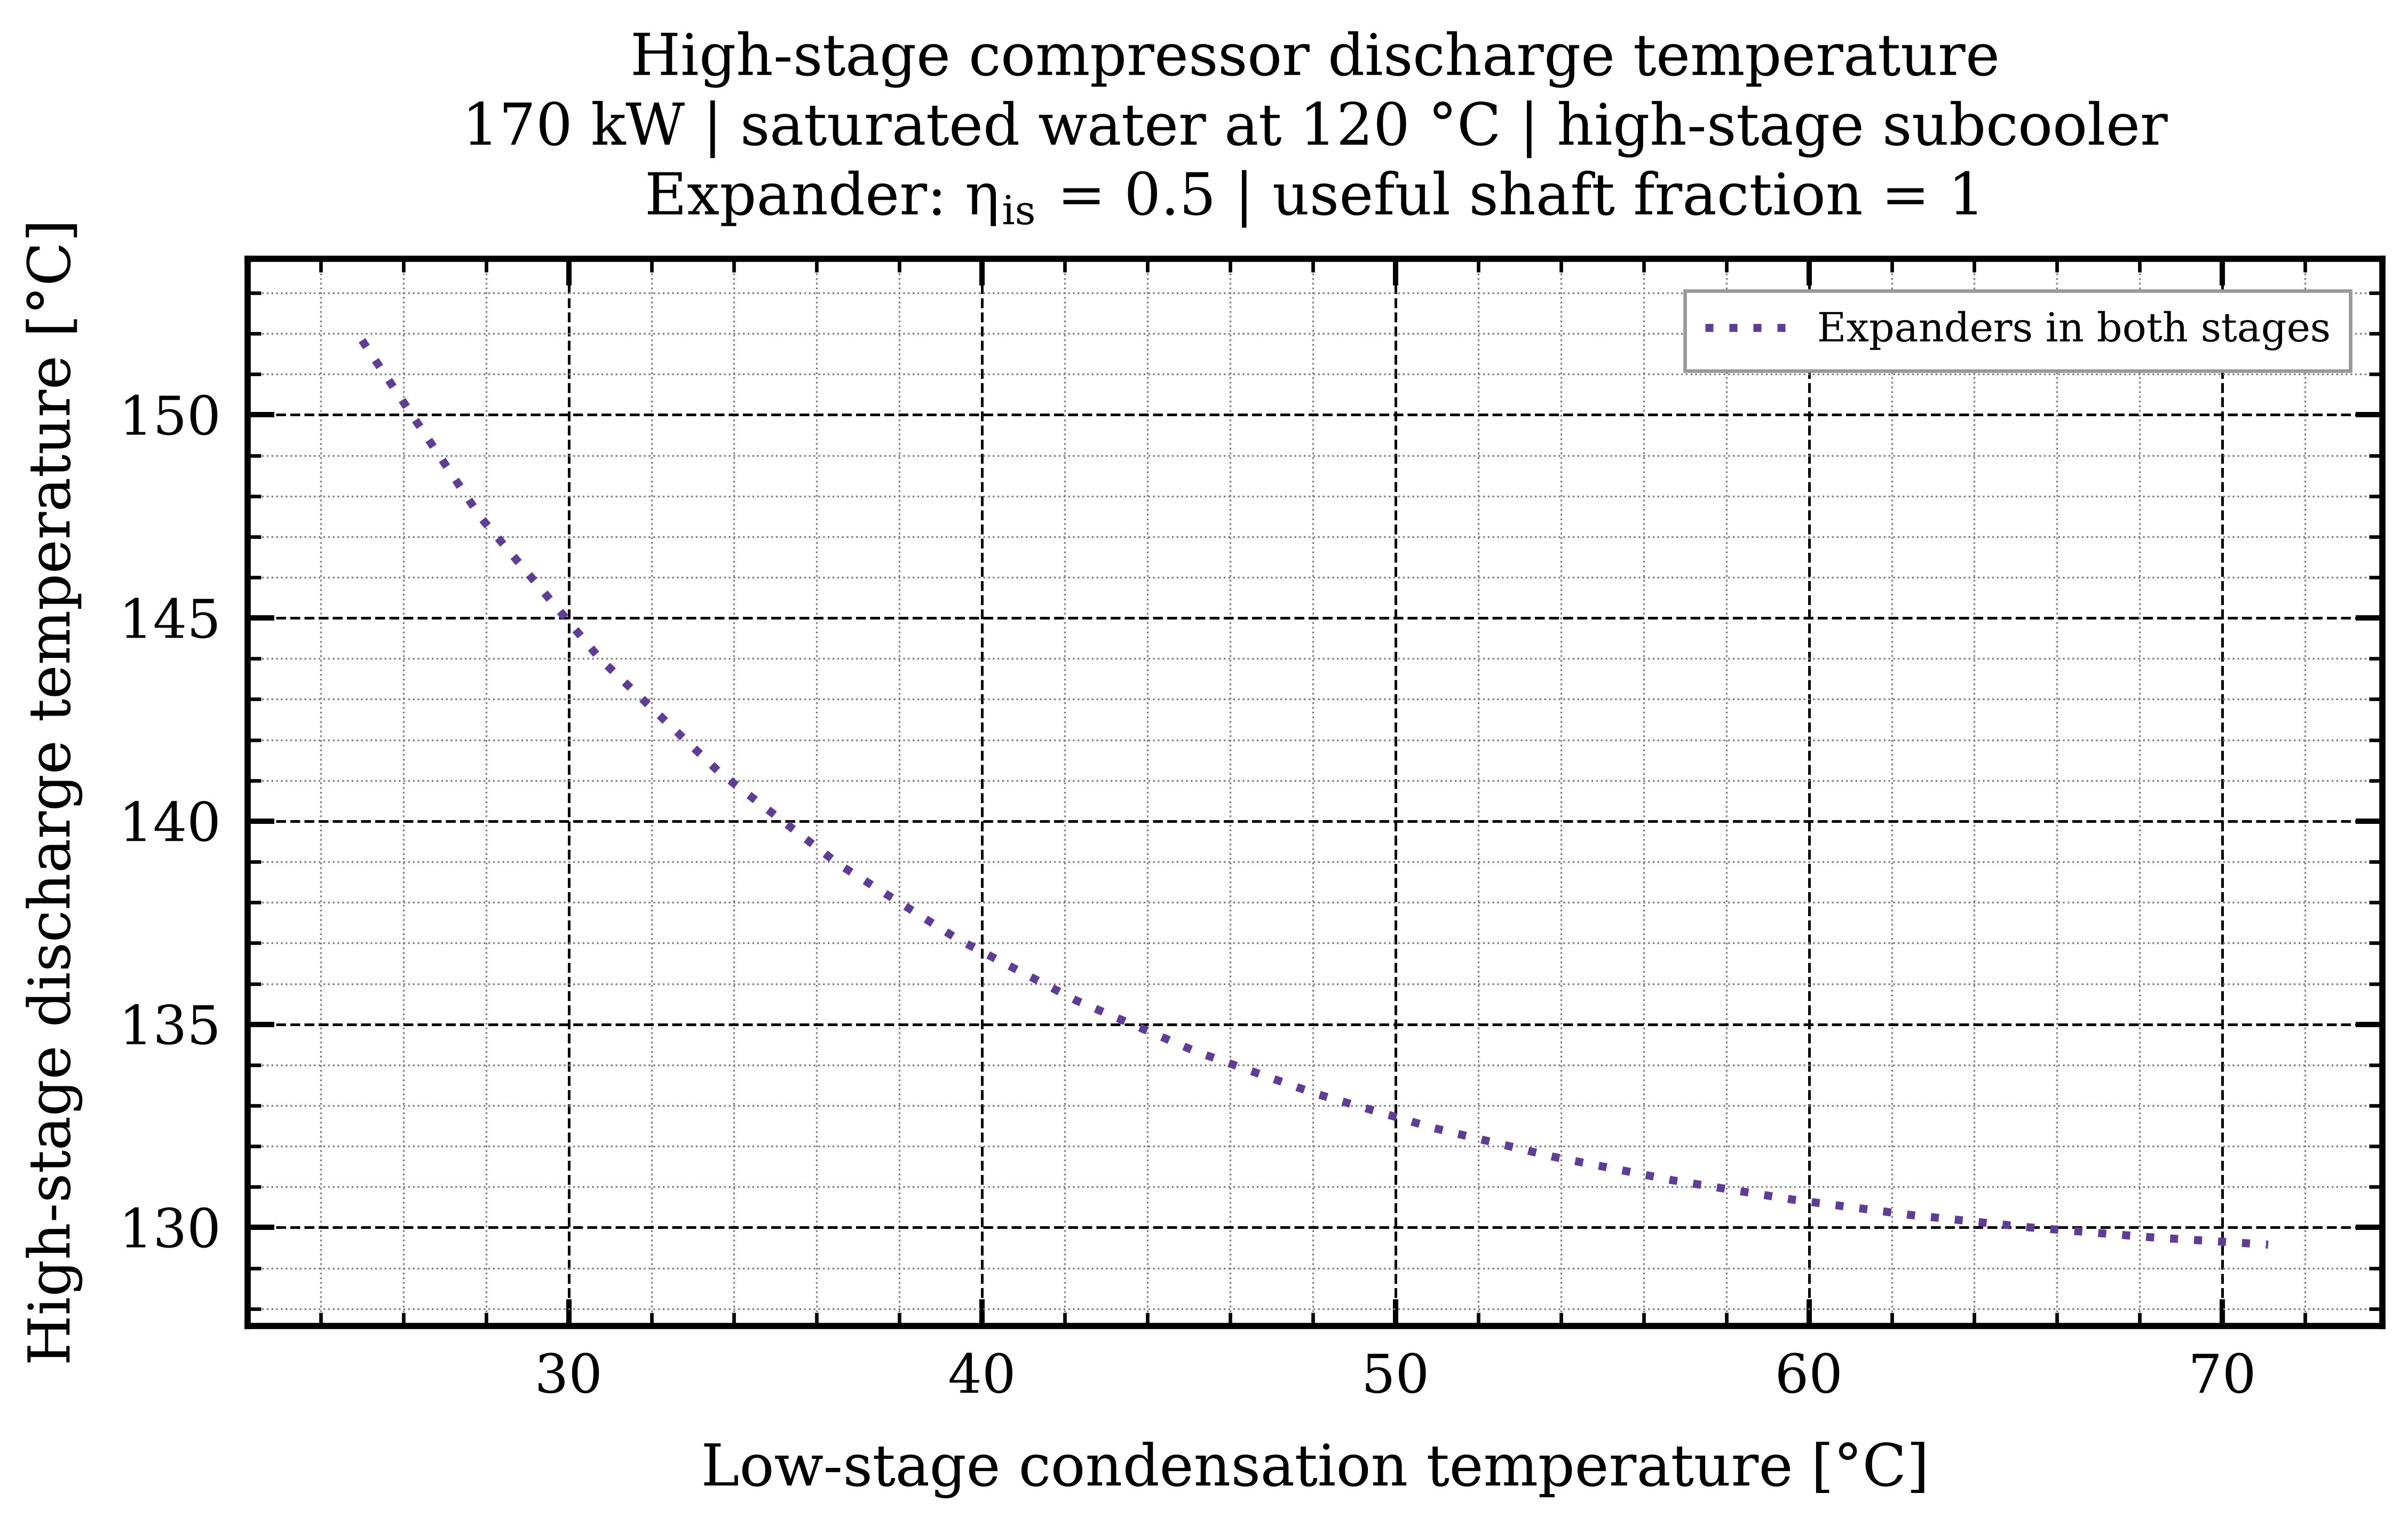 High-stage compressor discharge temperature
170 kW | saturated water at 120 °C | high-stage subcooler
Expander: ηis = 0.5 | useful shaft fraction = 1
High-stage discharge temperature [°C]
Expanders in both stages
150
145
140
135
130
30 40 50 60 70
Low-stage condensation temperature [°C]